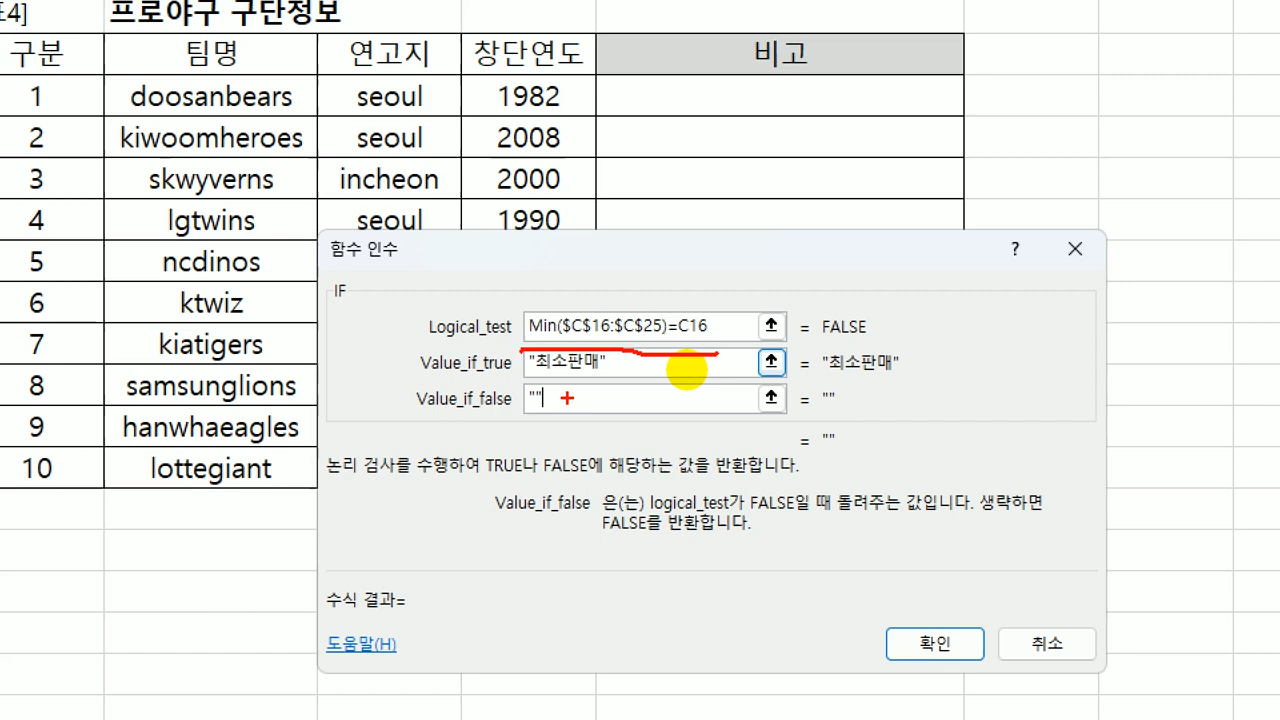 표4]
프로야구 구단정보
구분 팀명 연고지 창단연도 비고
1 doosanbears seoul 1982
2 kiwoomheroes seoul 2008
3 skwyverns incheon 2000
4 lgtwins seoul 1990
5 ncdinos
6 ktwiz
7 kiatigers
8 samsunglions
9 hanwhaeagles
10 lottegiant
함수 인수 ?
IF
Logical_test Min($C$16:$C$25)=C16 = FALSE
Value_if_true "최소판매" = "최소판매"
Value_if_false "" = ""
= ""
논리 검사를 수행하여 TRUE나 FALSE에 해당하는 값을 반환합니다.
Value_if_false 은(는) logical_test가 FALSE일 때 돌려주는 값입니다. 생략하면
FALSE를 반환합니다.
수식 결과=
도움말(H)
확인 취소